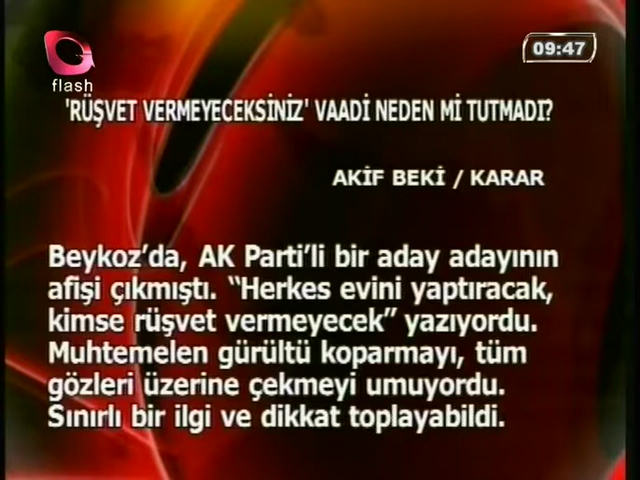 flash
09:47
'RÜŞVET VERMEYECEKSİNİZ' VAADİ NEDEN Mİ TUTMADI?
AKİF BEKİ / KARAR
Beykoz'da, AK Parti'li bir aday adayının
afişi çıkmıştı. "Herkes evini yaptıracak,
kimse rüşvet vermeyecek" yazıyordu.
Muhtemelen gürültü koparmayı, tüm
gözleri üzerine çekmeyi umuyordu.
Sınırlı bir ilgi ve dikkat toplayabildi.